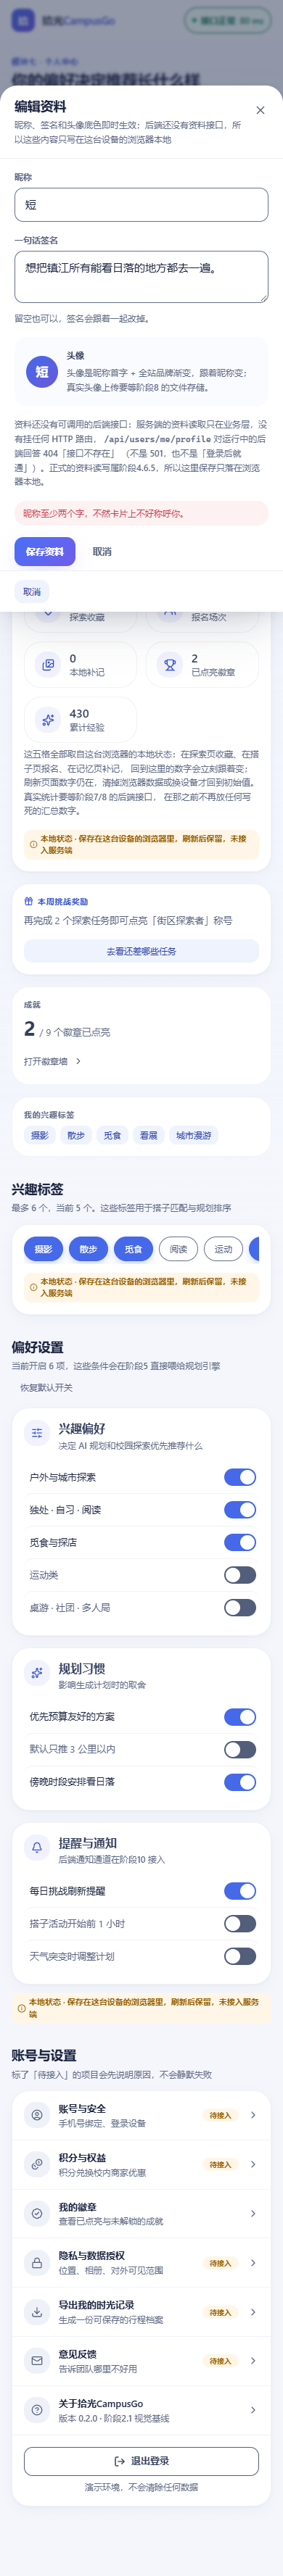 拾光CampusGo
接口正常 80 ms
模块七 · 个人中心
你的偏好决定推荐长什么样
编辑资料
昵称、签名和头像底色即时生效；后端还没有资料接口，所
以这些内容只写在这台设备的浏览器本地
昵称
短
一句话签名
想把镇江所有能看日落的地方都去一遍。
留空也可以，签名会跟着一起改掉。
短
头像
头像是昵称首字 + 全站品牌渐变，跟着昵称变；
真实头像上传要等阶段8 的文件存储。
资料还没有可调用的后端接口：服务端的资料读取只在业务层，没
有挂任何 HTTP 路由，/api/users/me/profile 对运行中的后
端回答 404「接口不存在」（不是 501，也不是「登录后就
通」）。正式的资料读写属阶段4.6.5，所以这里保存只落在浏览
器本地。
昵称至少两个字，不然卡片上不好称呼你。
保存资料
取消
取消
探索收藏
报名场次
0
本地补记
2
已点亮徽章
430
累计经验
这五格全部取自这台浏览器的本地状态：在探索页收藏、在搭
子页报名、在记忆页补记，回到这里的数字会立刻跟着变；
刷新页面数字仍在，清掉浏览器数据或换设备才回到初始值。
真实统计要等阶段7/8 的后端接口，在那之前不再放任何写
死的汇总数字。
本地状态 · 保存在这台设备的浏览器里，刷新后保留，未接
入服务端
本周挑战奖励
再完成 2 个探索任务即可点亮「街区探索者」称号
去看还差哪些任务
成就
2 / 9 个徽章已点亮
打开徽章墙
我的兴趣标签
摄影
散步
觅食
看展
城市漫游
兴趣标签
最多 6 个，当前 5 个。这些标签用于搭子匹配与规划排序
摄影
散步
觅食
阅读
运动
本地状态 · 保存在这台设备的浏览器里，刷新后保留，未接
入服务端
偏好设置
当前开启 6 项，这些条件会在阶段5 直接喂给规划引擎
恢复默认开关
兴趣偏好
决定 AI 规划和校园探索优先推荐什么
户外与城市探索
独处 · 自习 · 阅读
觅食与探店
运动类
桌游 · 社团 · 多人局
规划习惯
影响生成计划时的取舍
优先预算友好的方案
默认只推 3 公里以内
傍晚时段安排看日落
提醒与通知
后端通知通道在阶段10 接入
每日挑战刷新提醒
搭子活动开始前 1 小时
天气突变时调整计划
本地状态 · 保存在这台设备的浏览器里，刷新后保留，未接入服务
端
账号与设置
标了「待接入」的项目会先说明原因，不会静默失败
账号与安全
手机号绑定、登录设备
待接入
积分与权益
积分兑换校内商家优惠
待接入
我的徽章
查看已点亮与未解锁的成就
隐私与数据授权
位置、相册、对外可见范围
待接入
导出我的时光记录
生成一份可保存的行程档案
待接入
意见反馈
告诉团队哪里不好用
待接入
关于拾光CampusGo
版本 0.2.0 · 阶段2.1 视觉基线
退出登录
演示环境，不会清除任何数据